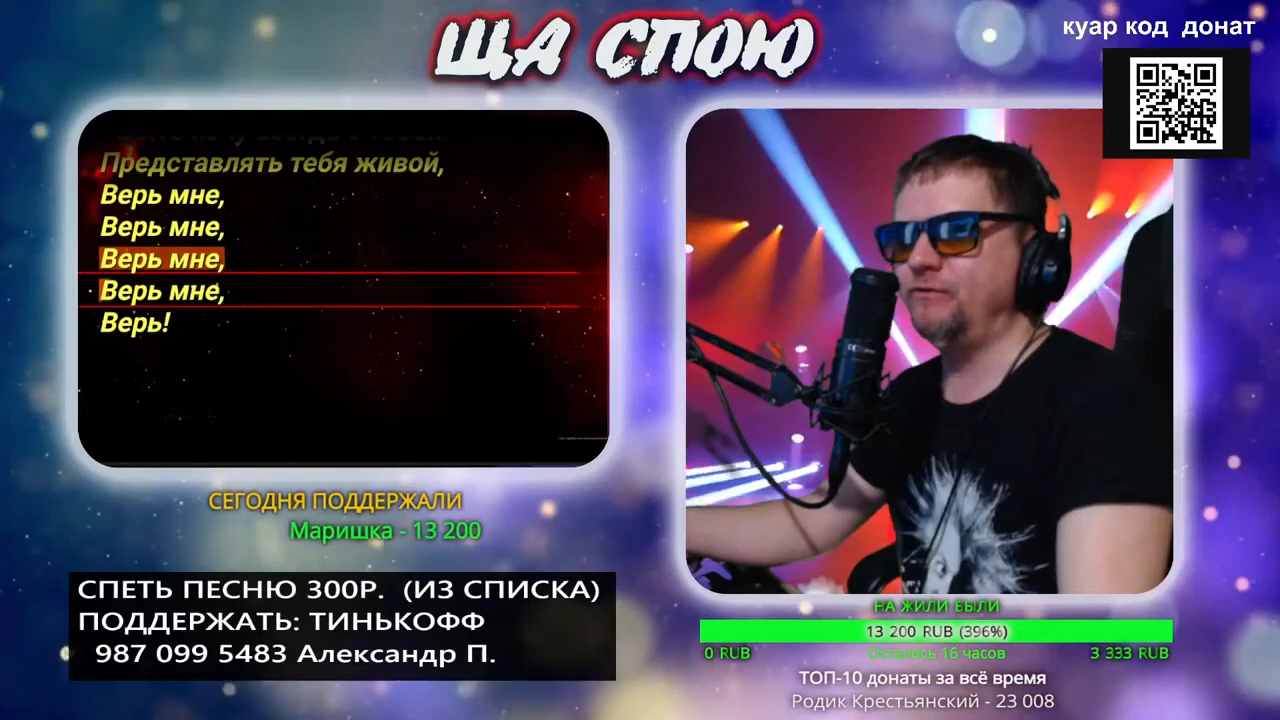 ЩА СПОЮ
куар код донат
Представлять тебя живой,
Верь мне,
Верь мне,
Верь мне,
Верь мне,
Верь!
СЕГОДНЯ ПОДДЕРЖАЛИ
Маришка - 13 200
СПЕТЬ ПЕСНЮ 300Р. (ИЗ СПИСКА)
ПОДДЕРЖАТЬ: ТИНЬКОФФ
987 099 5483 Александр П.
НА ЖИЛИ БЫЛИ
13 200 RUB (396%)
0 RUB
Осталось 16 часов
3 333 RUB
ТОП-10 донаты за всё время
Родик Крестьянский - 23 008